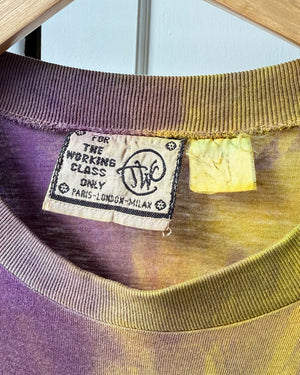 FOR
THE
WORKING
CLASS
ONLY
PARIS-LONDON-MILAN